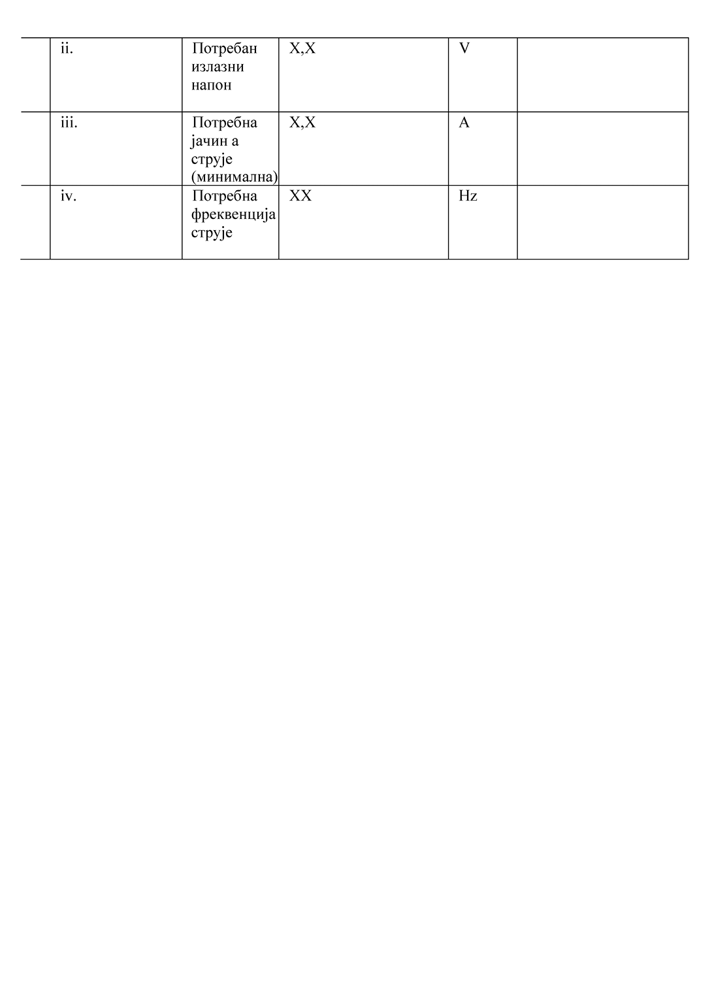 ii. Потребан X,X V
излазни
напон
iii. Потребна X,X A
јачин а
струје
(минимална)
iv. Потребна XX Hz
фреквенција
струје